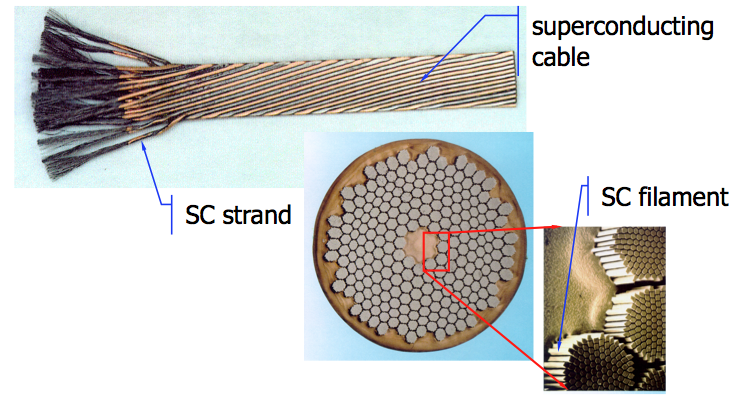 superconducting
cable
SC strand
SC filament